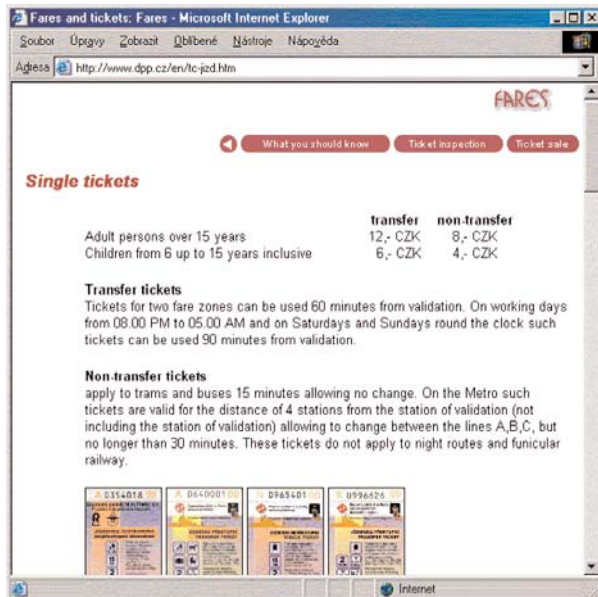 Fares and tickets: Fares - Microsoft Internet Explorer
Soubor Úpravy Zobrazit Oblíbené Nástroje Nápověda
Adresa http://www.dpp.cz/en/tc-jizd.htm
FARES
What you should know Ticket inspection Ticket sale
Single tickets
transfer non-transfer
Adult persons over 15 years 12,- CZK 8,- CZK
Children from 6 up to 15 years inclusive 6,- CZK 4,- CZK
Transfer tickets
Tickets for two fare zones can be used 60 minutes from validation. On working days
from 08.00 PM to 05.00 AM and on Saturdays and Sundays round the clock such
tickets can be used 90 minutes from validation.
Non-transfer tickets
apply to trams and buses 15 minutes allowing no change. On the Metro such
tickets are valid for the distance of 4 stations from the station of validation (not
including the station of validation) allowing to change between the lines A,B,C, but
no longer than 30 minutes. These tickets do not apply to night routes and funicular
railway.
A 0354018 A 0640001 N 0965401 0996626
Internet